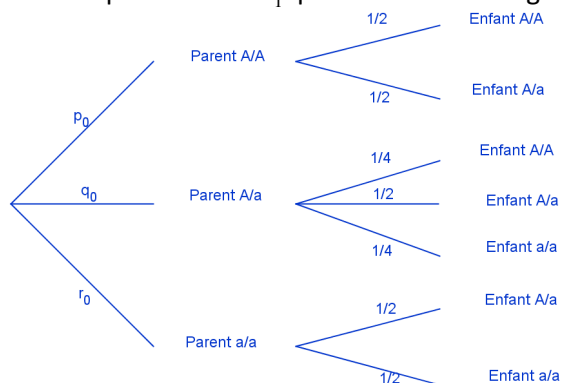 1/2
Enfant A/A
Parent A/A
1/2
Enfant A/a
p0
1/4
Enfant A/A
q0
Parent A/a
1/2
Enfant A/a
1/4
Enfant a/a
r0
1/2
Enfant A/a
Parent a/a
1/2
Enfant a/a